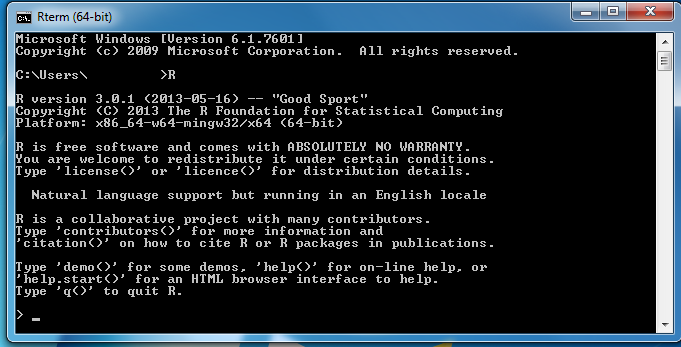 Rterm (64-bit)
Microsoft Windows [Version 6.1.7601]
Copyright (c) 2009 Microsoft Corporation.  All rights reserved.
C:\Users\         >R
R version 3.0.1 (2013-05-16) -- "Good Sport"
Copyright (C) 2013 The R Foundation for Statistical Computing
Platform: x86_64-w64-mingw32/x64 (64-bit)
R is free software and comes with ABSOLUTELY NO WARRANTY.
You are welcome to redistribute it under certain conditions.
Type 'license()' or 'licence()' for distribution details.
  Natural language support but running in an English locale
R is a collaborative project with many contributors.
Type 'contributors()' for more information and
'citation()' on how to cite R or R packages in publications.
Type 'demo()' for some demos, 'help()' for on-line help, or
'help.start()' for an HTML browser interface to help.
Type 'q()' to quit R.
> _